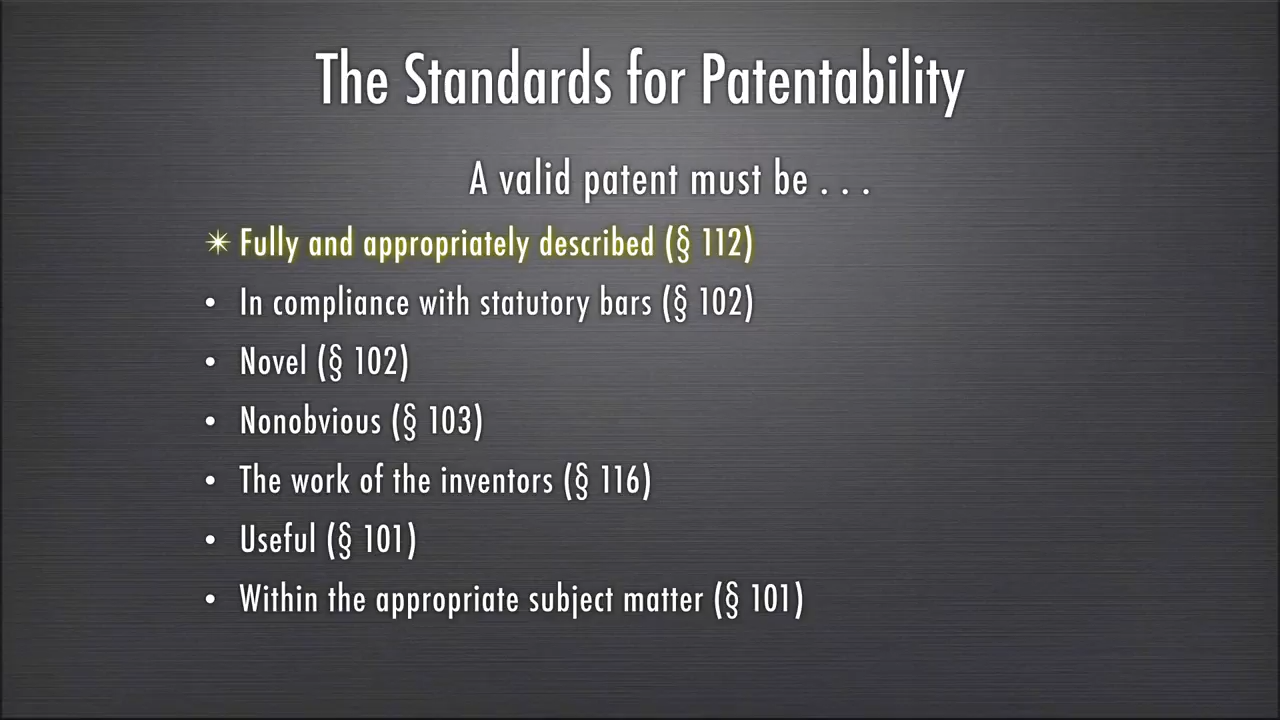 The Standards for Patentability
A valid patent must be . . .
✴ Fully and appropriately described (§ 112)
• In compliance with statutory bars (§ 102)
• Novel (§ 102)
• Nonobvious (§ 103)
• The work of the inventors (§ 116)
• Useful (§ 101)
• Within the appropriate subject matter (§ 101)